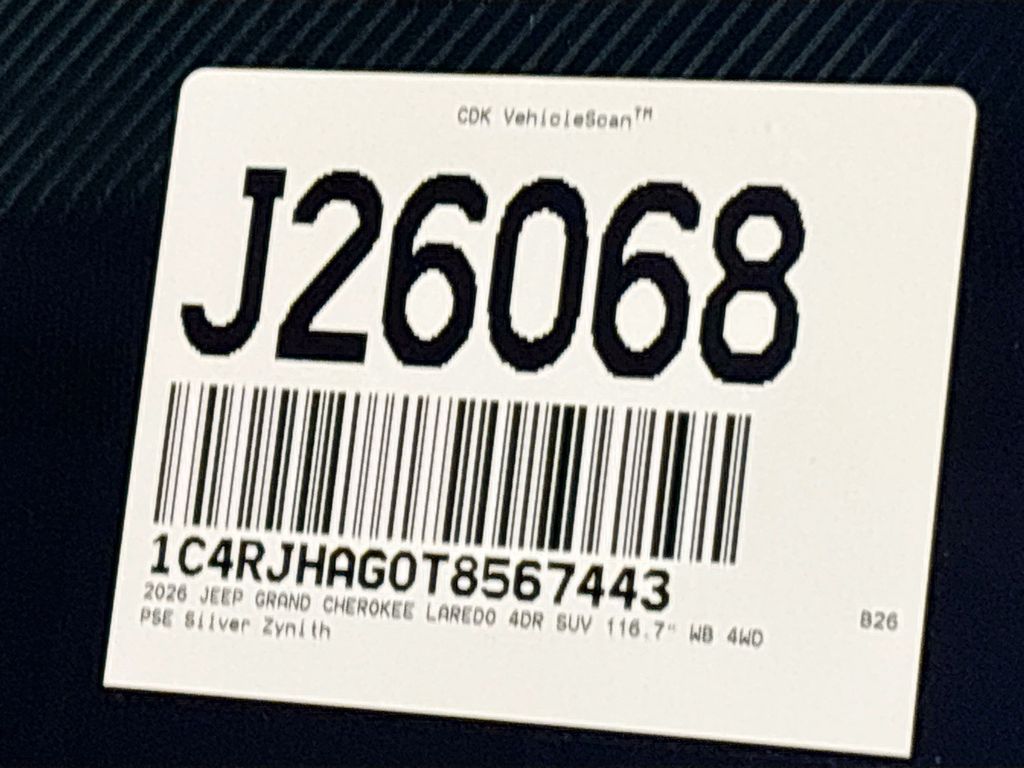 CDK VehicleScan™
J26068
1C4RJHAG0T8567443
2026 JEEP GRAND CHEROKEE LAREDO 4DR SUV 116.7" WB 4WD
B26
PSE Silver Zynith